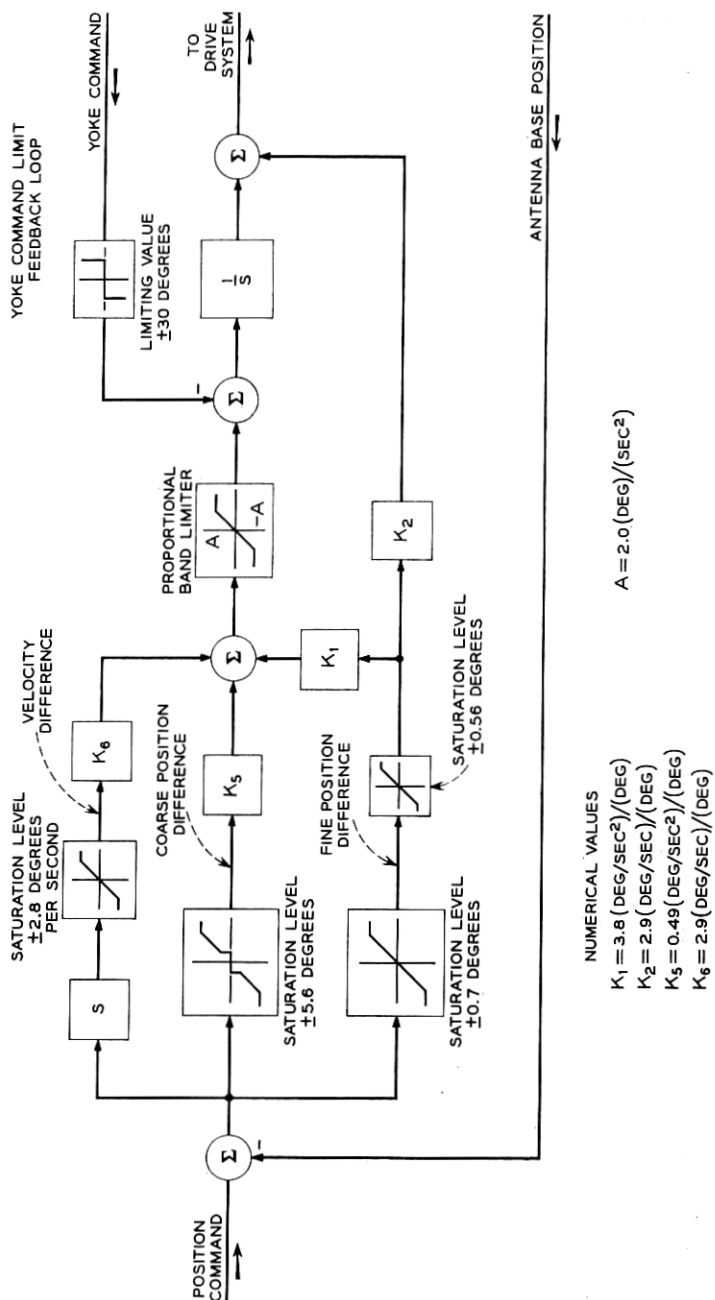 YOKE COMMAND LIMIT
FEEDBACK LOOP
YOKE COMMAND
LIMITING VALUE
±30 DEGREES
TO
DRIVE
SYSTEM
SATURATION LEVEL
±2.8 DEGREES
PER SECOND
VELOCITY
DIFFERENCE
S
K6
COARSE POSITION
DIFFERENCE
K5
SATURATION LEVEL
±5.6 DEGREES
PROPORTIONAL
BAND LIMITER
A
-A
Σ
-
Σ
1/S
Σ
POSITION
COMMAND
Σ
-
FINE POSITION
DIFFERENCE
SATURATION LEVEL
±0.7 DEGREES
SATURATION LEVEL
±0.56 DEGREES
K1
K2
ANTENNA BASE POSITION
NUMERICAL VALUES
K1 = 3.8 (DEG/SEC²)/(DEG)
K2 = 2.9 (DEG/SEC)/(DEG)
K5 = 0.49 (DEG/SEC²)/(DEG)
K6 = 2.9 (DEG/SEC)/(DEG)
A = 2.0 (DEG)/(SEC²)